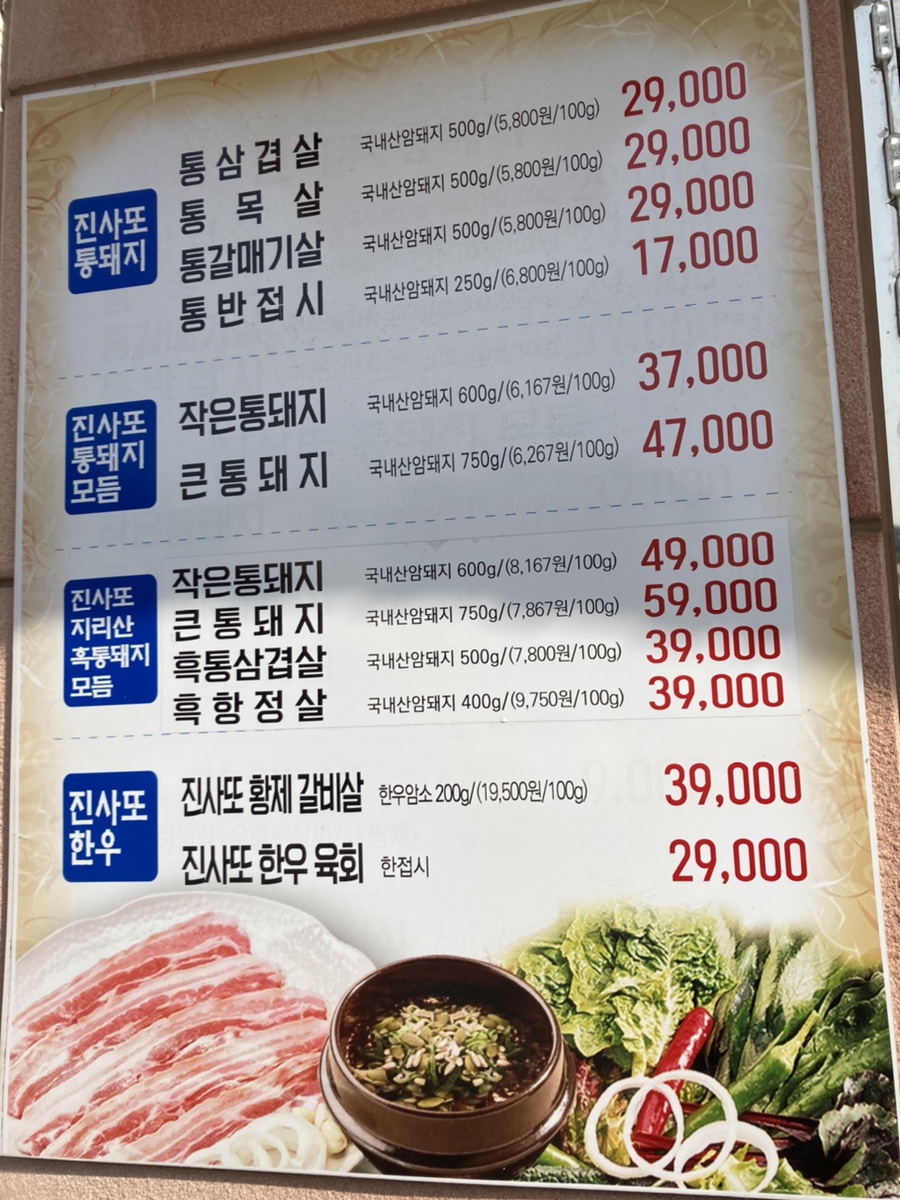 진사또
통돼지
통삼겹살 국내산암돼지 500g/(5,800원/100g) 29,000
통목살 국내산암돼지 500g/(5,800원/100g) 29,000
통갈매기살 국내산암돼지 500g/(5,800원/100g) 29,000
통반접시 국내산암돼지 250g/(6,800원/100g) 17,000
진사또
통돼지
모듬
작은통돼지 국내산암돼지 600g/(6,167원/100g) 37,000
큰통돼지 국내산암돼지 750g/(6,267원/100g) 47,000
진사또
지리산
흑통돼지
모듬
작은통돼지 국내산암돼지 600g/(8,167원/100g) 49,000
큰통돼지 국내산암돼지 750g/(7,867원/100g) 59,000
흑통삼겹살 국내산암돼지 500g/(7,800원/100g) 39,000
흑항정살 국내산암돼지 400g/(9,750원/100g) 39,000
진사또
한우
진사또 황제 갈비살 한우암소 200g/(19,500원/100g) 39,000
진사또 한우 육회 한접시 29,000